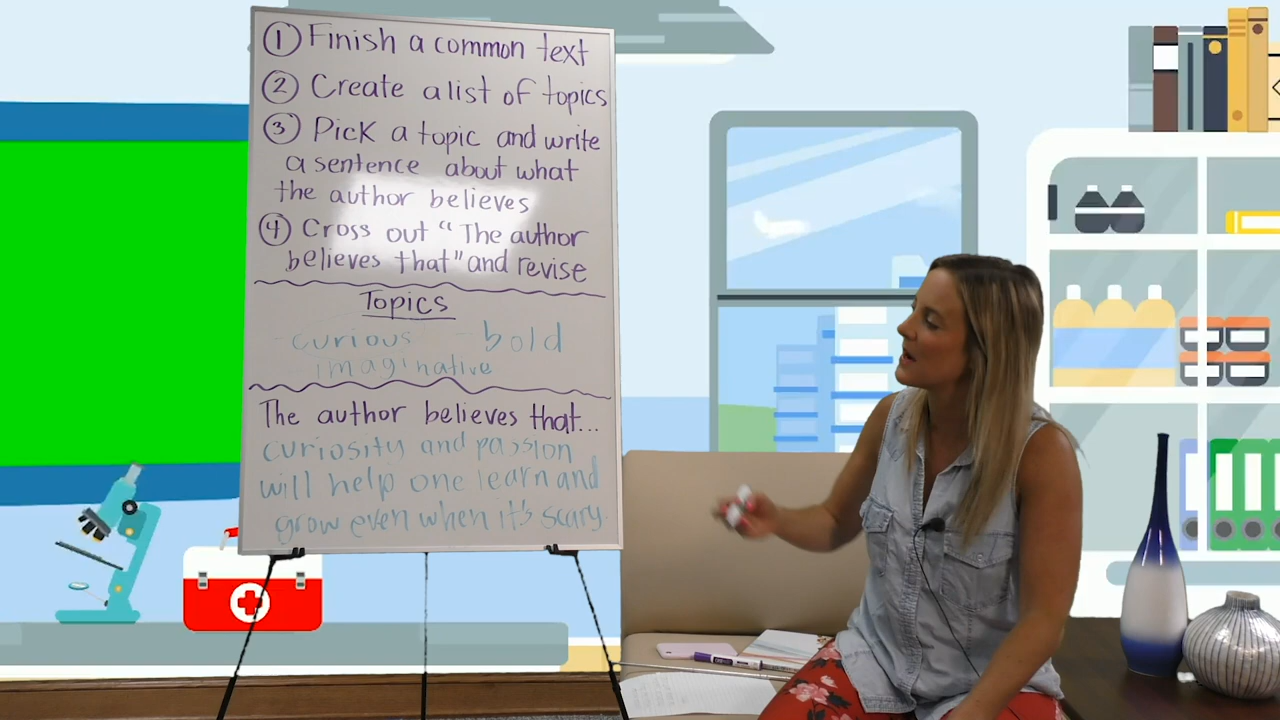 ① Finish a common text
② Create a list of topics
③ Pick a topic and write
a sentence about what
the author believes
④ Cross out "The author
believes that" and revise
Topics
- curious - bold
imaginative
The author believes that...
curiosity and passion
will help one learn and
grow even when it's scary.